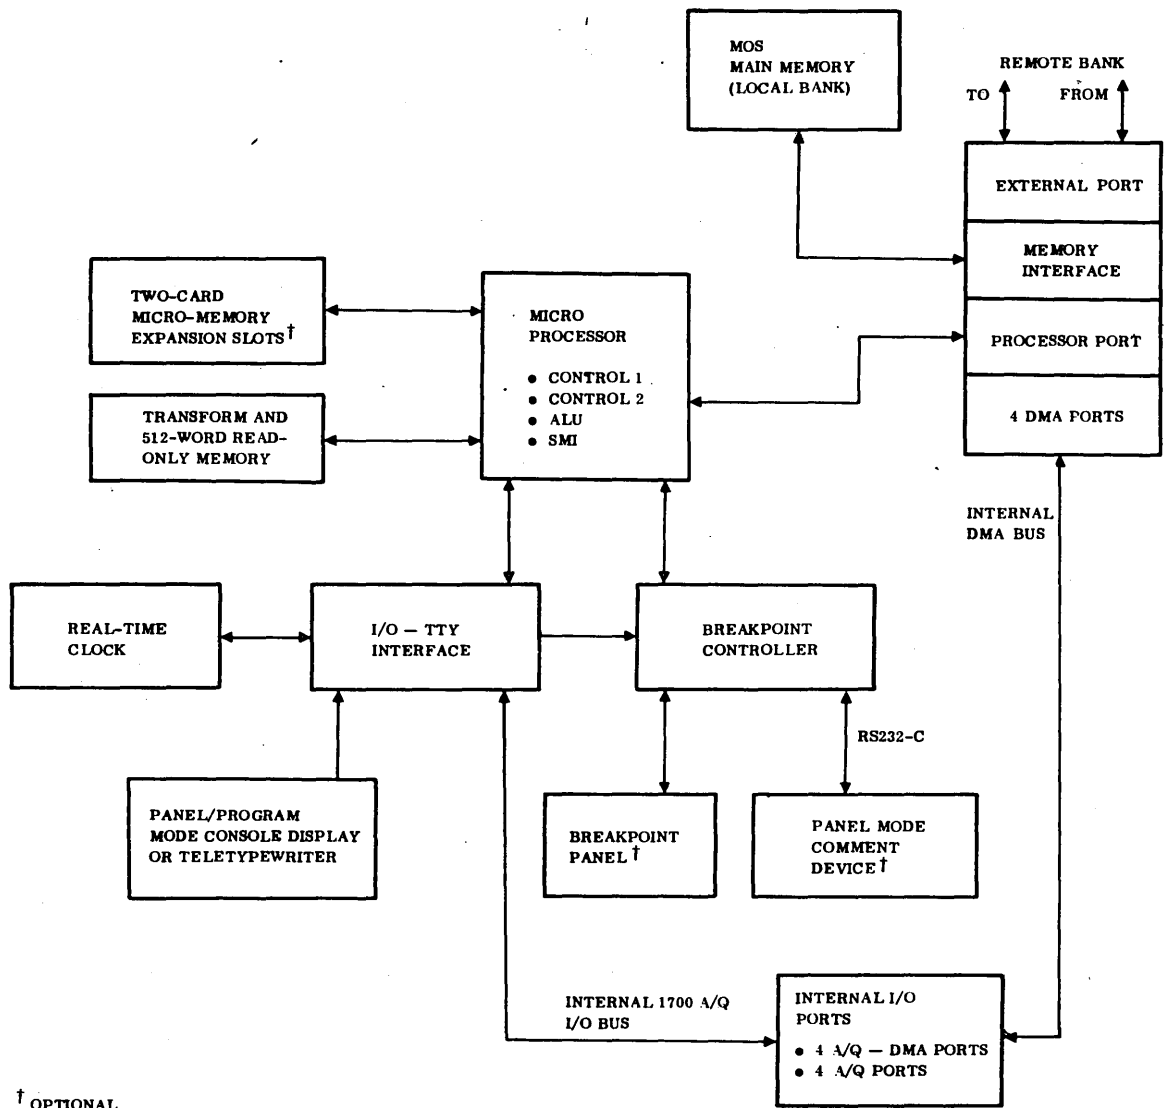 MOS
MAIN MEMORY
(LOCAL BANK)
REMOTE BANK
TO FROM
EXTERNAL PORT
MEMORY
INTERFACE
PROCESSOR PORT
4 DMA PORTS
TWO-CARD
MICRO-MEMORY
EXPANSION SLOTS†
MICRO
PROCESSOR
● CONTROL 1
● CONTROL 2
● ALU
● SMI
TRANSFORM AND
512-WORD READ-
ONLY MEMORY
INTERNAL
DMA BUS
REAL-TIME
CLOCK
I/O — TTY
INTERFACE
BREAKPOINT
CONTROLLER
RS232-C
PANEL/PROGRAM
MODE CONSOLE DISPLAY
OR TELETYPEWRITER
BREAKPOINT
PANEL†
PANEL MODE
COMMENT
DEVICE†
INTERNAL 1700 A/Q
I/O BUS
INTERNAL I/O
PORTS
● 4 A/Q — DMA PORTS
● 4 A/Q PORTS
† OPTIONAL